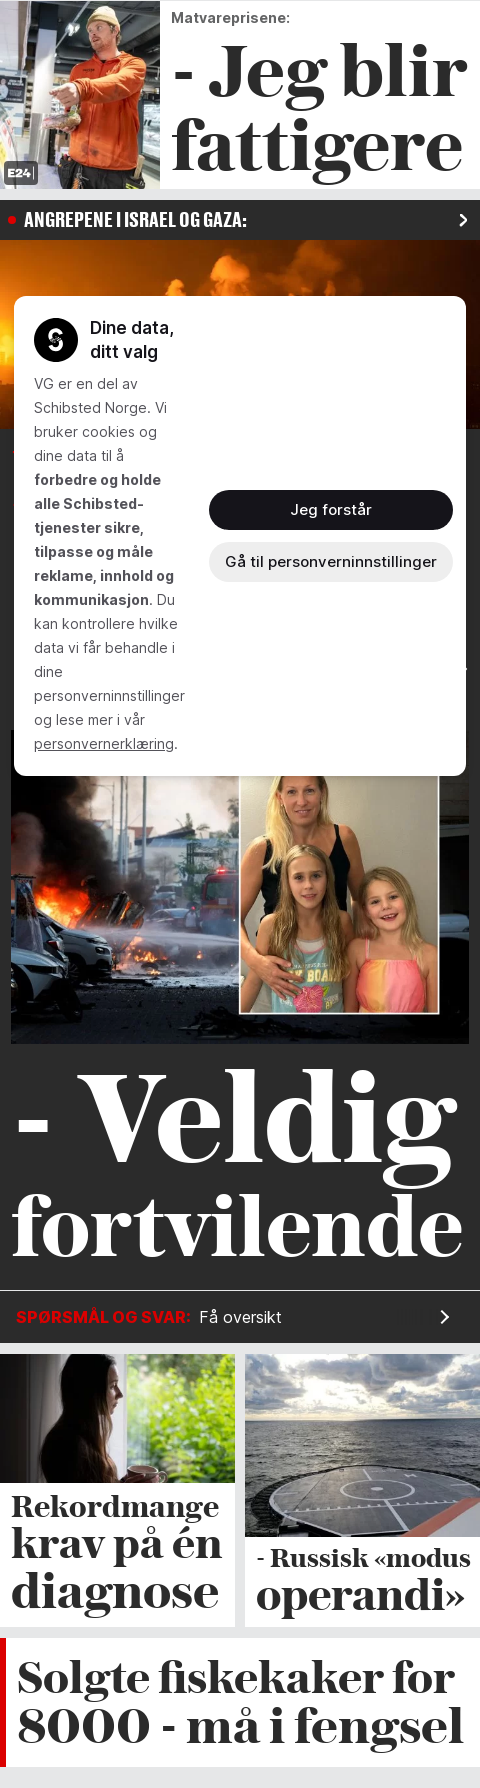 Matvareprisene:
- Jeg blir
fattigere
E24
ANGREPENE I ISRAEL OG GAZA:
Dine data,
ditt valg
VG er en del av
Schibsted Norge. Vi
bruker cookies og
dine data til å
forbedre og holde
alle Schibsted-
tjenester sikre,
tilpasse og måle
reklame, innhold og
kommunikasjon. Du
kan kontrollere hvilke
data vi får behandle i
dine
personverninnstillinger
og lese mer i vår
personvernerklæring.
Jeg forstår
Gå til personverninnstillinger
- Veldig
fortvilende
SPØRSMÅL OG SVAR: Få oversikt
Rekordmange
krav på én
diagnose
- Russisk «modus
operandi»
Solgte fiskekaker for
8000 - må i fengsel